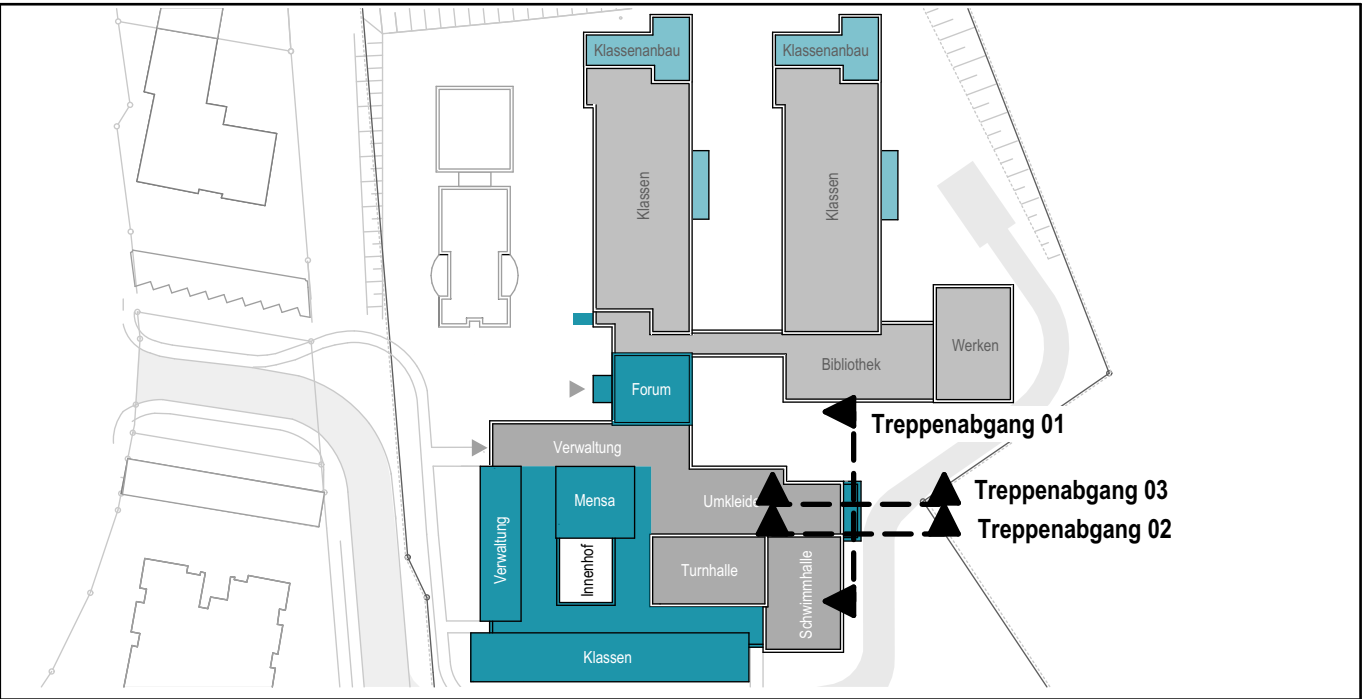 Klassenanbau
Klassenanbau
Klassen
Klassen
Werken
Bibliothek
Forum
Treppenabgang 01
Verwaltung
Treppenabgang 03
Mensa
Umkleide
Treppenabgang 02
Verwaltung
Innenhof
Turnhalle
Schwimmhalle
Klassen